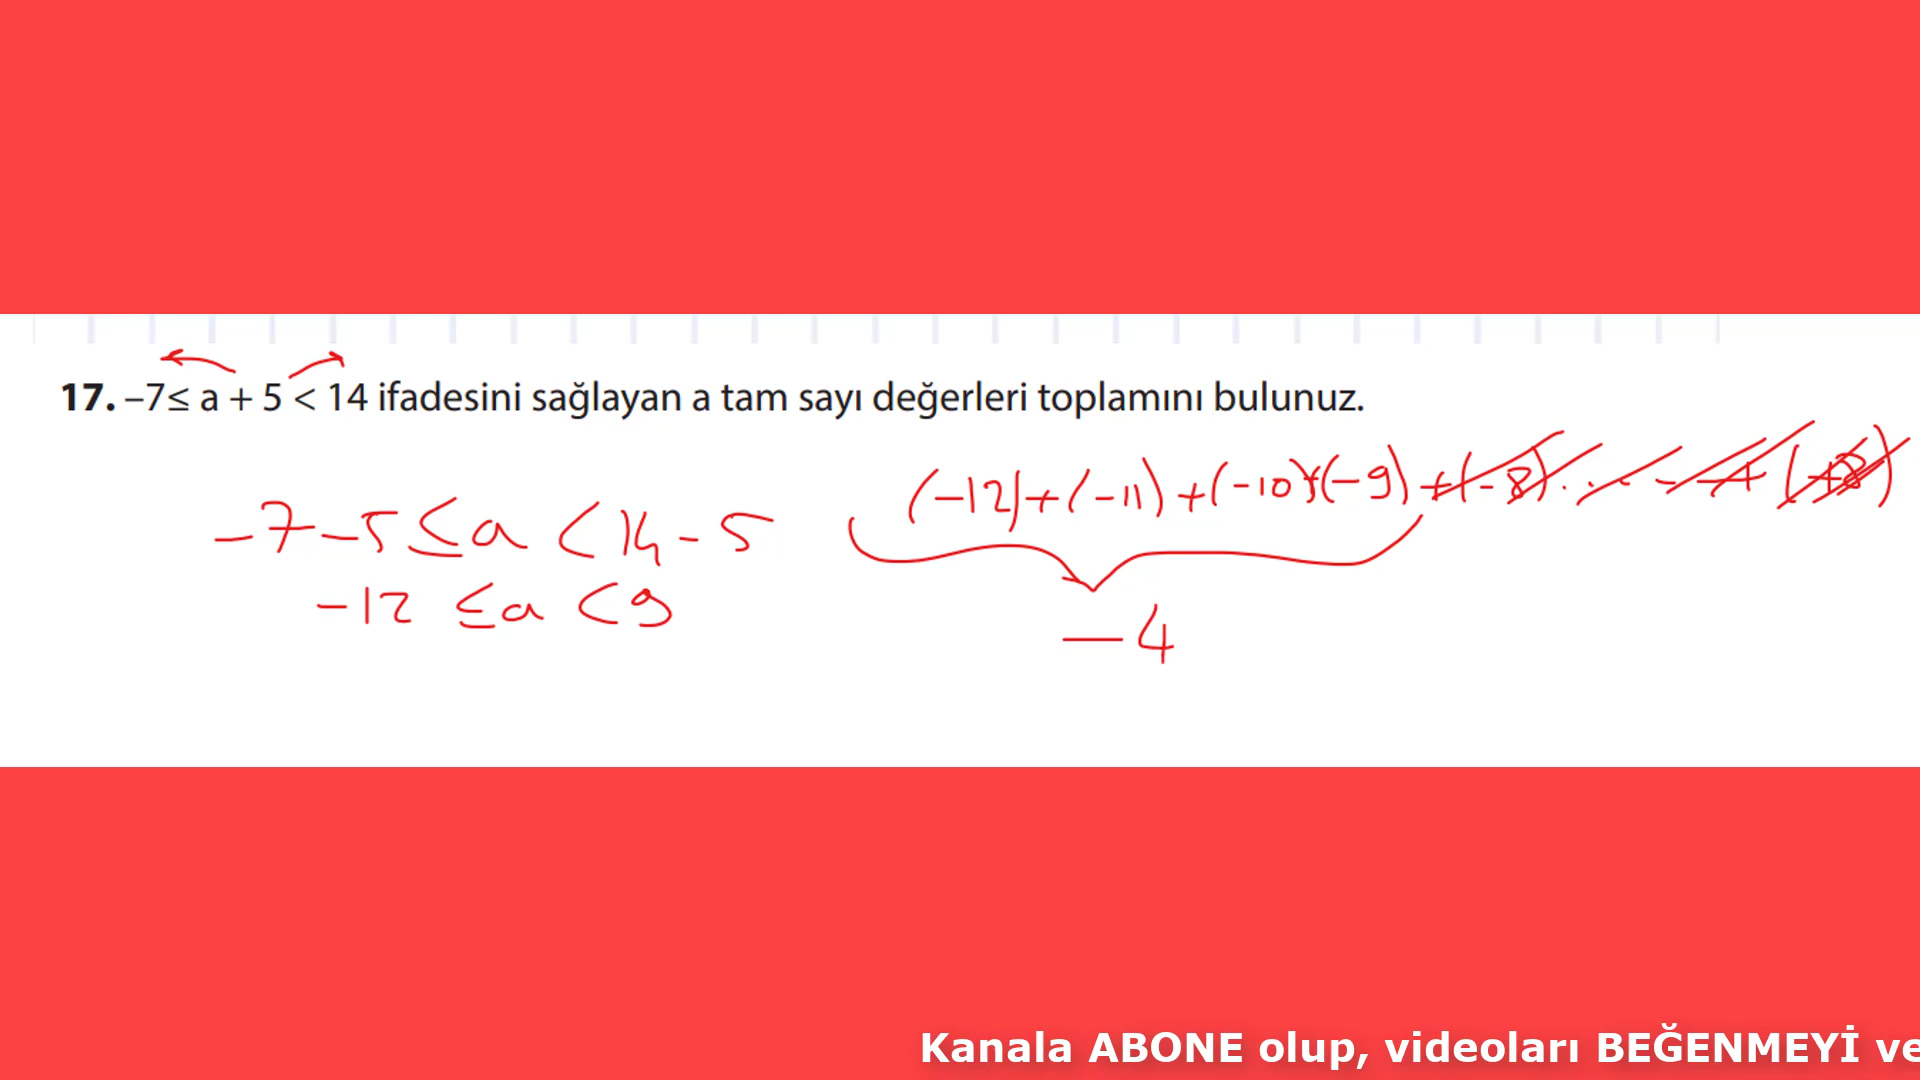 17. –7≤ a + 5 < 14 ifadesini sağlayan a tam sayı değerleri toplamını bulunuz.
(-12)+(-11)+(-10)+(-9)+(-8)...--+(+8)
-7-5≤a<14-5
-12≤a<9
-4
Kanala ABONE olup, videoları BEĞENMEYİ ve